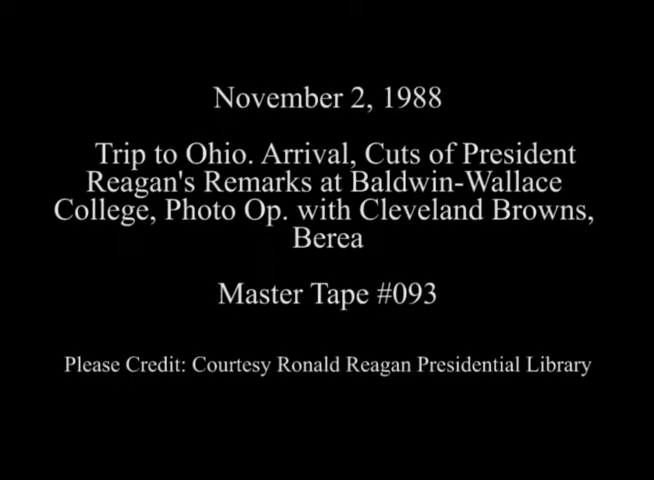 November 2, 1988
Trip to Ohio. Arrival, Cuts of President
Reagan's Remarks at Baldwin-Wallace
College, Photo Op. with Cleveland Browns,
Berea
Master Tape #093
Please Credit: Courtesy Ronald Reagan Presidential Library